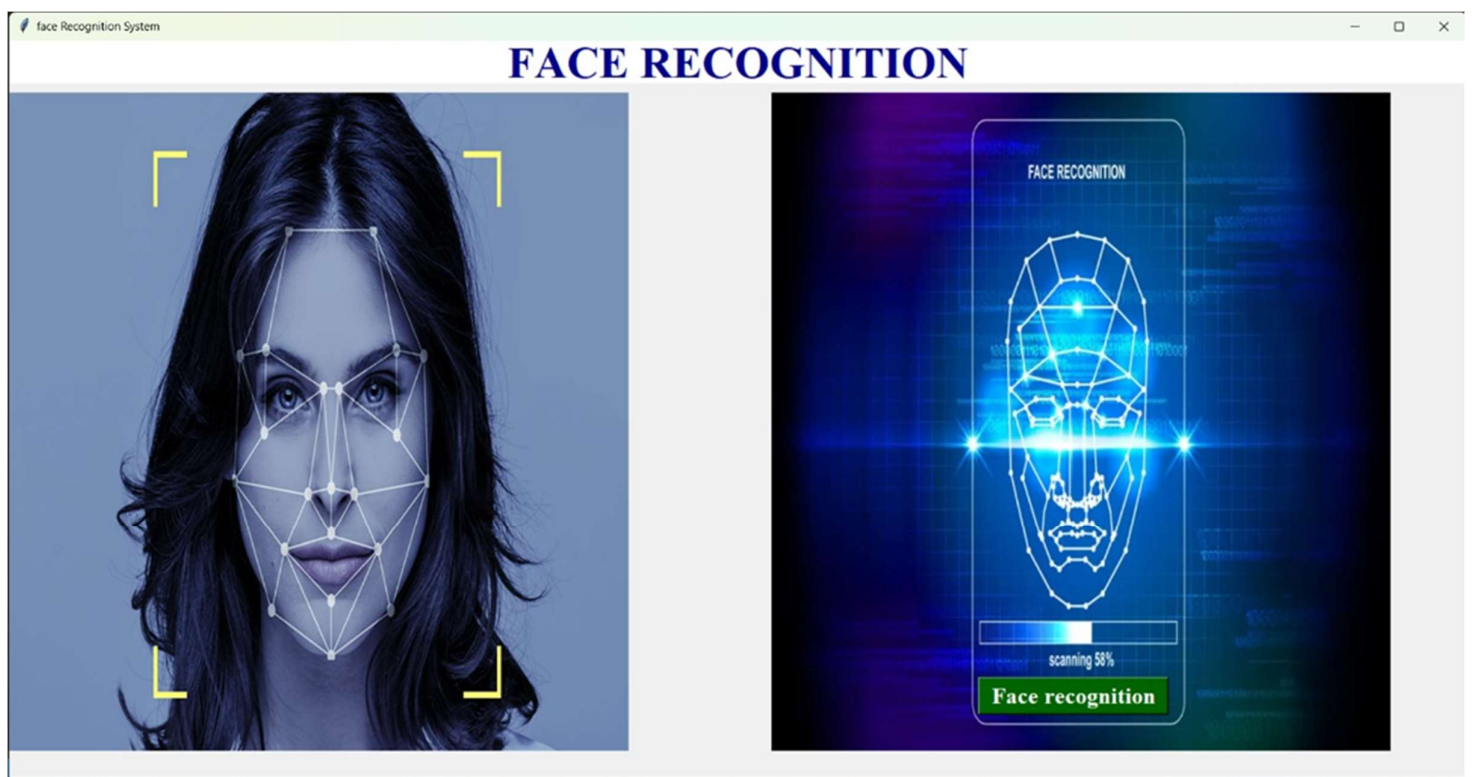 face Recognition System
FACE RECOGNITION
FACE RECOGNITION
scanning 58%
Face recognition